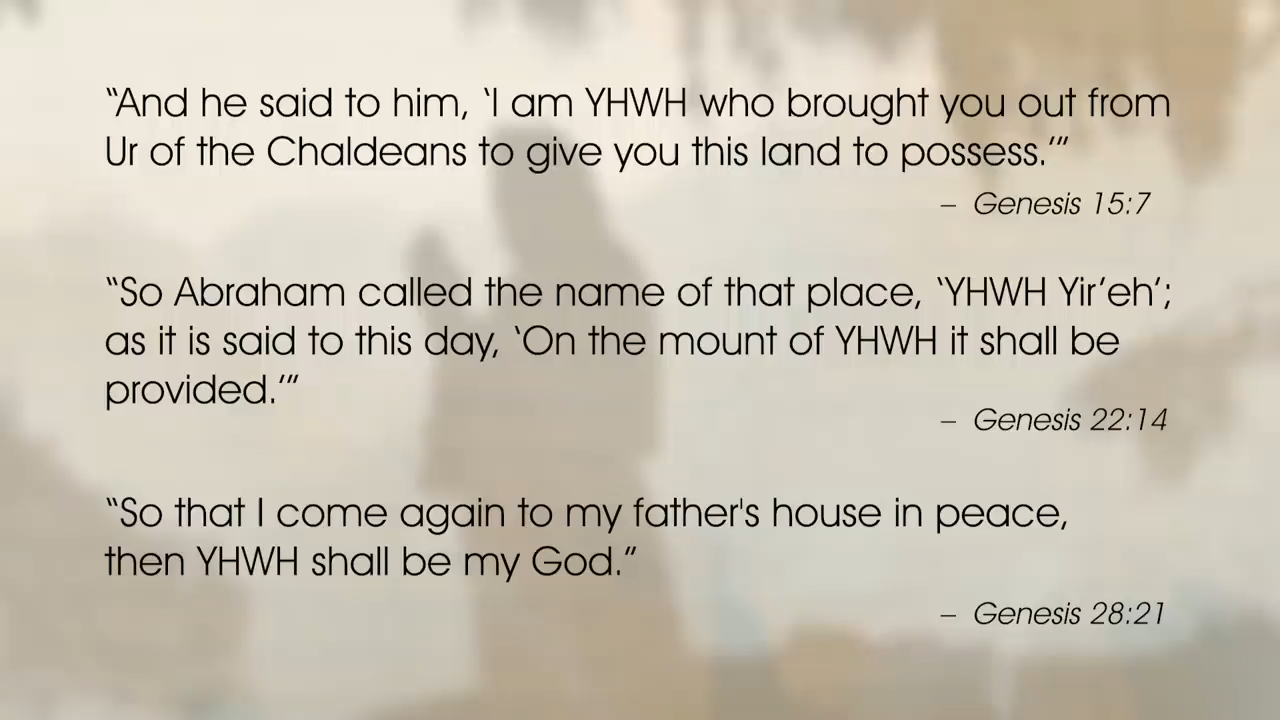 “And he said to him, ‘I am YHWH who brought you out from
Ur of the Chaldeans to give you this land to possess.’”
– Genesis 15:7
“So Abraham called the name of that place, ‘YHWH Yir’eh’;
as it is said to this day, ‘On the mount of YHWH it shall be
provided.’”
– Genesis 22:14
“So that I come again to my father's house in peace,
then YHWH shall be my God.”
– Genesis 28:21